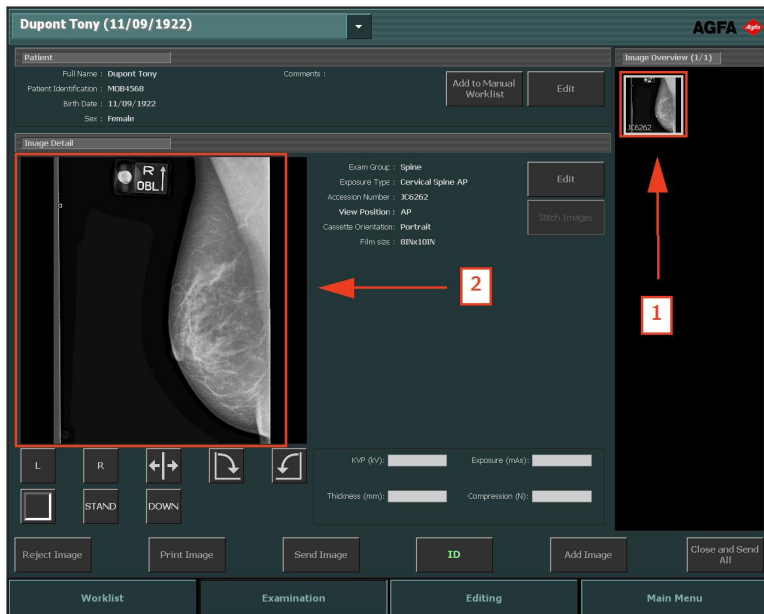 Dupont Tony (11/09/1922)
AGFA Agfa
Patient
Full Name : Dupont Tony
Comments :
Patient Identification : MOB4568
Birth Date : 11/09/1922
Sex : Female
Add to Manual
Worklist
Edit
Image Overview (1/1)
JC6262
Image Detail
R
OBL
Exam Group : Spine
Exposure Type : Cervical Spine AP
Accession Number : JC6262
View Position : AP
Cassette Orientation: Portrait
Film size : 8INx10IN
Edit
Stitch Images
2
1
L
R
STAND
DOWN
KVP (kV):
Exposure (mAs):
Thickness (mm):
Compression (N):
Reject Image
Print Image
Send Image
ID
Add Image
Close and Send
All
Worklist
Examination
Editing
Main Menu